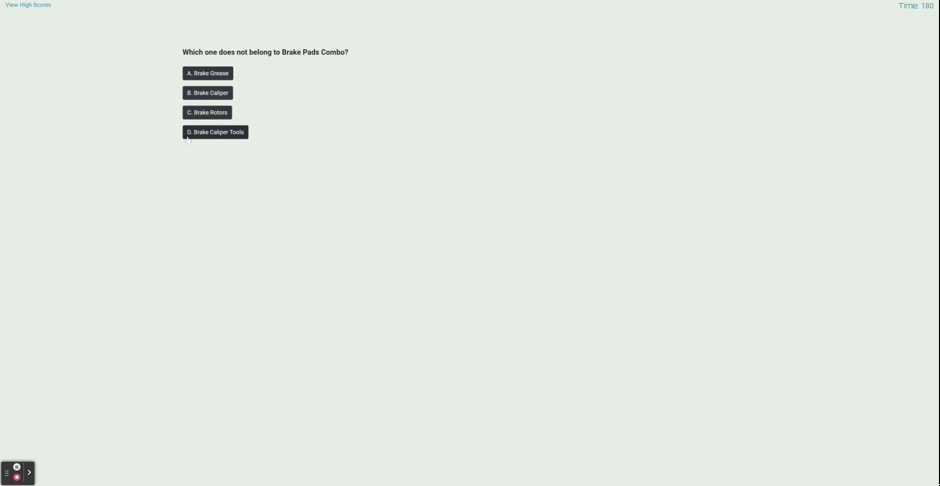 View High Scores
Time: 180
Which one does not belong to Brake Pads Combo?
A. Brake Grease
B. Brake Caliper
C. Brake Rotors
D. Brake Caliper Tools